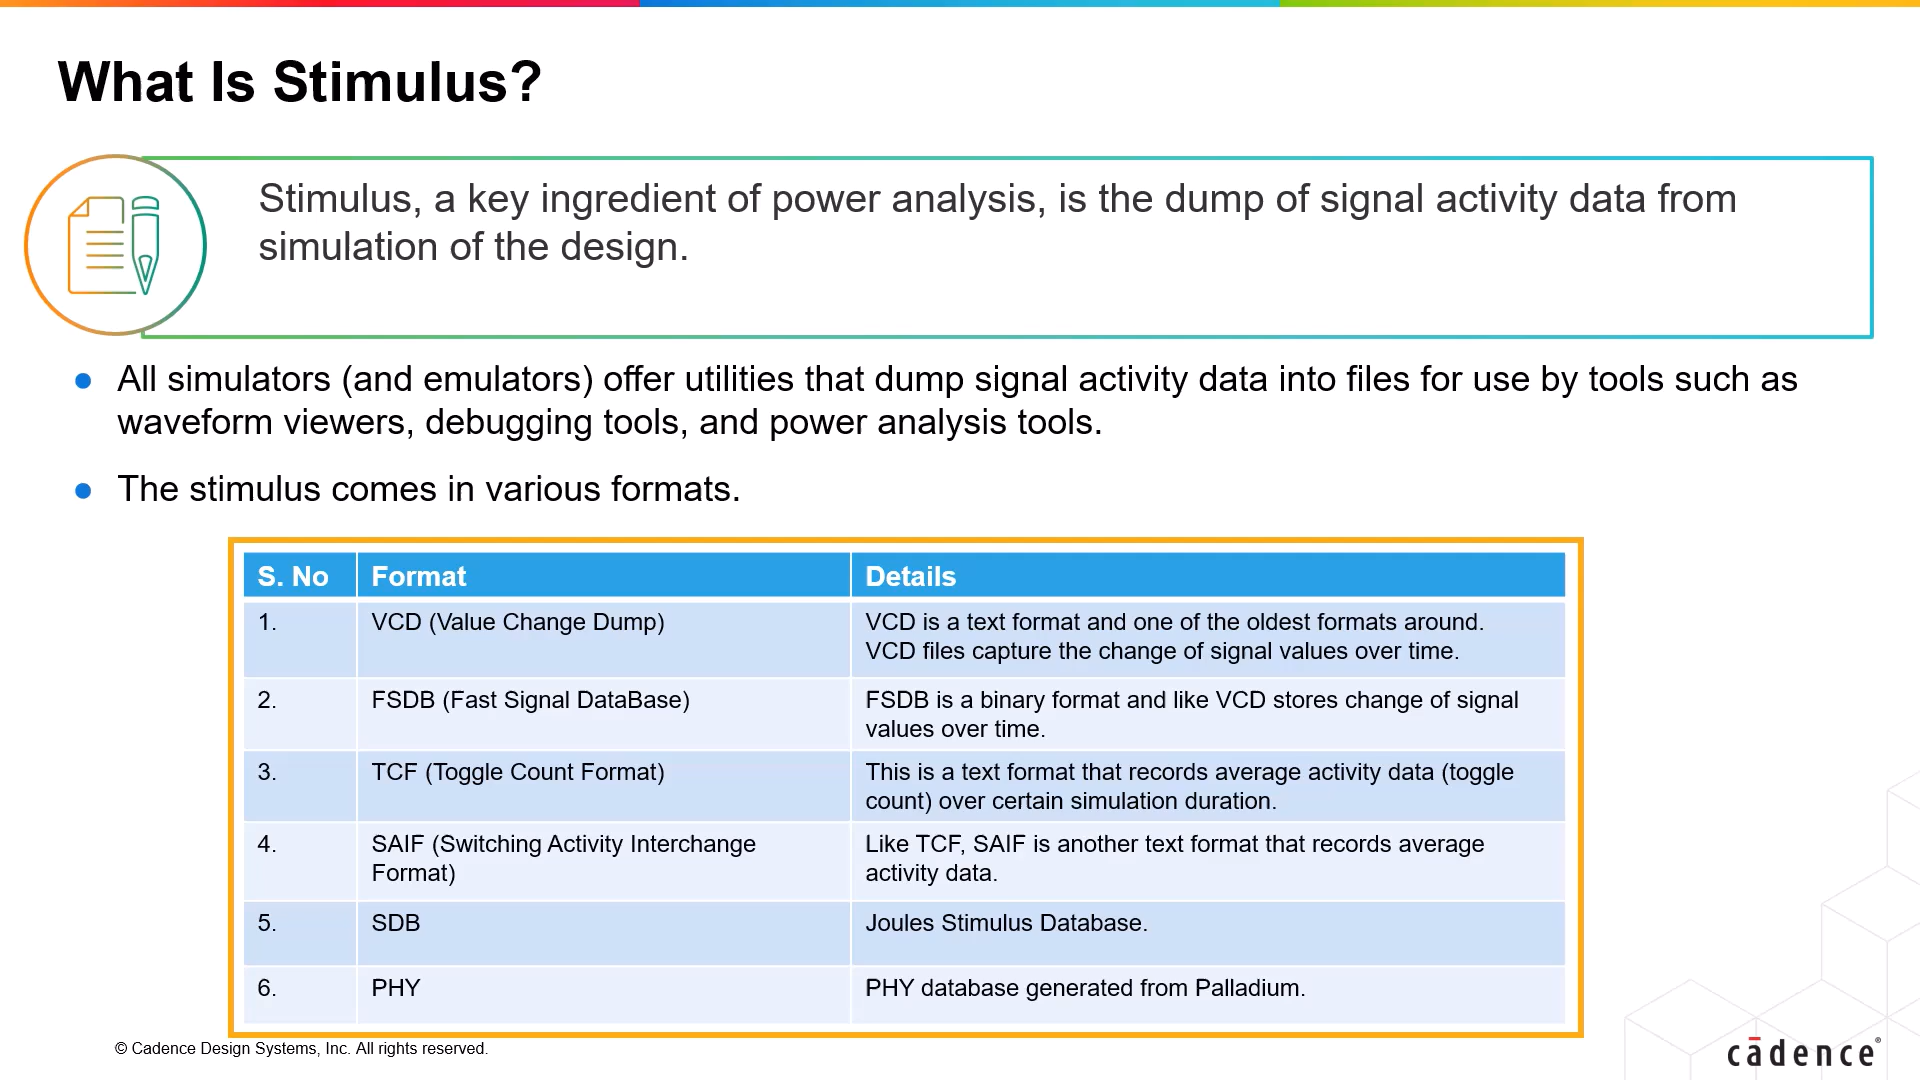 What Is Stimulus?
Stimulus, a key ingredient of power analysis, is the dump of signal activity data from
simulation of the design.
● All simulators (and emulators) offer utilities that dump signal activity data into files for use by tools such as
waveform viewers, debugging tools, and power analysis tools.
● The stimulus comes in various formats.
S. No Format Details
1. VCD (Value Change Dump) VCD is a text format and one of the oldest formats around.
VCD files capture the change of signal values over time.
2. FSDB (Fast Signal DataBase) FSDB is a binary format and like VCD stores change of signal
values over time.
3. TCF (Toggle Count Format) This is a text format that records average activity data (toggle
count) over certain simulation duration.
4. SAIF (Switching Activity Interchange Like TCF, SAIF is another text format that records average
Format) activity data.
5. SDB Joules Stimulus Database.
6. PHY PHY database generated from Palladium.
© Cadence Design Systems, Inc. All rights reserved.
cādence®